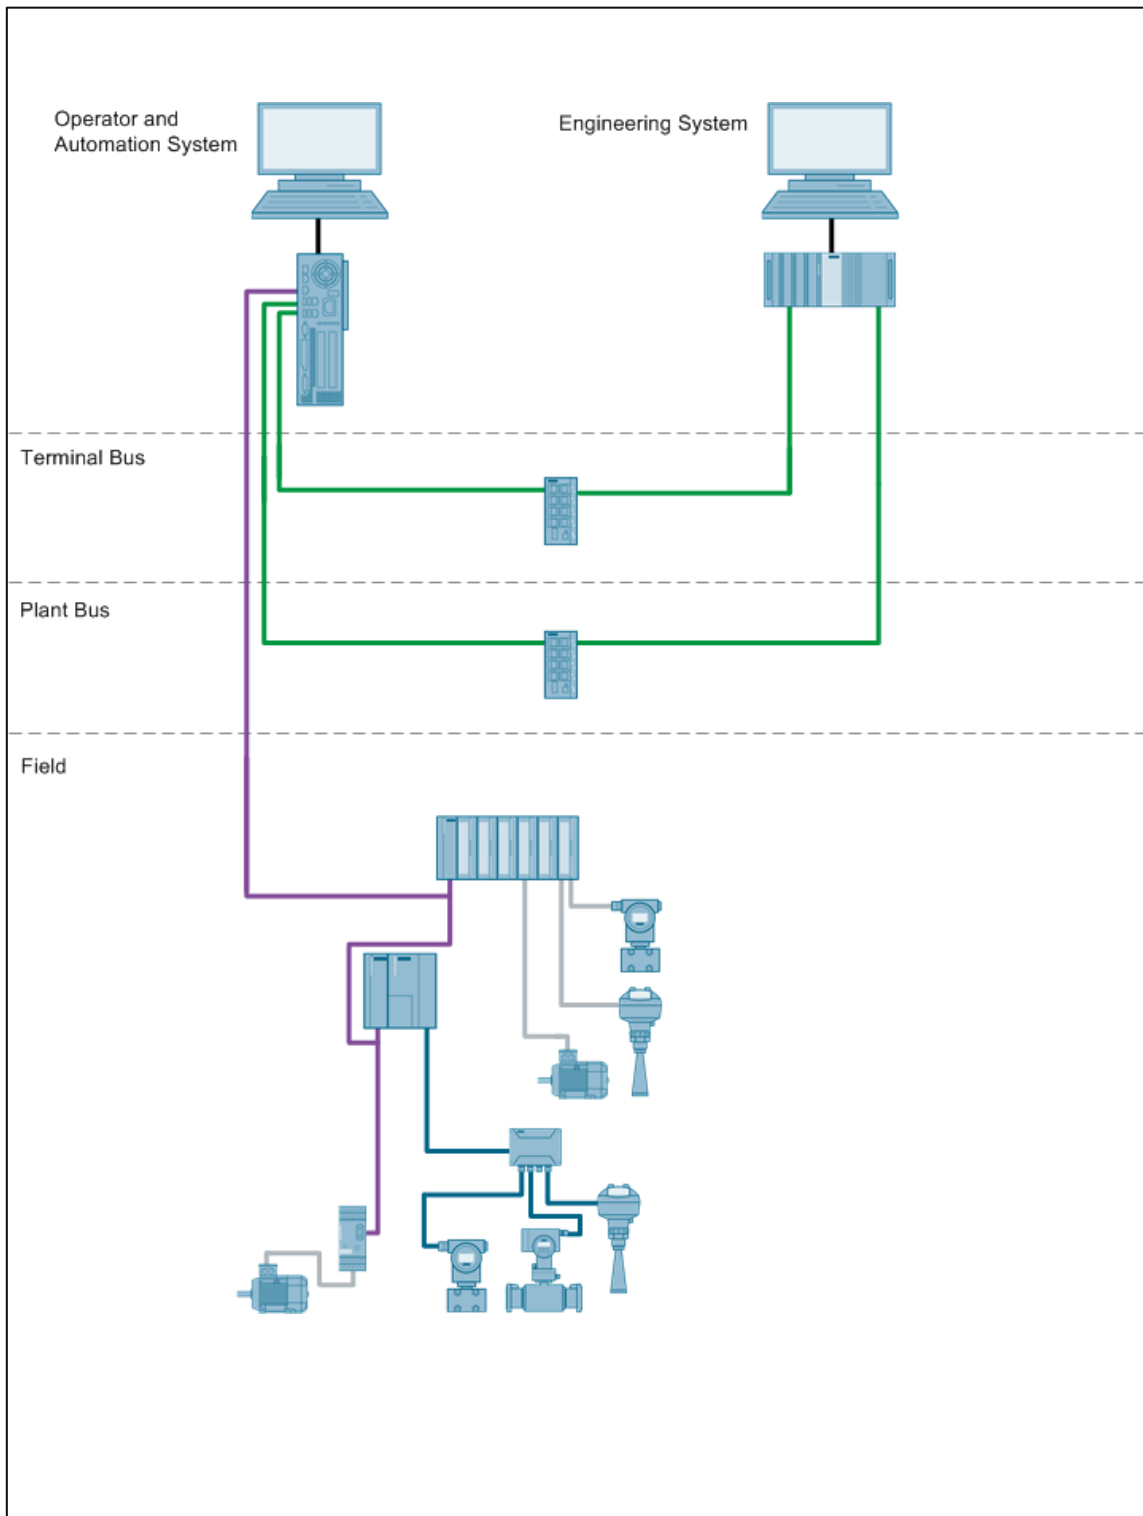 Operator and
Automation System
Engineering System
Terminal Bus
Plant Bus
Field